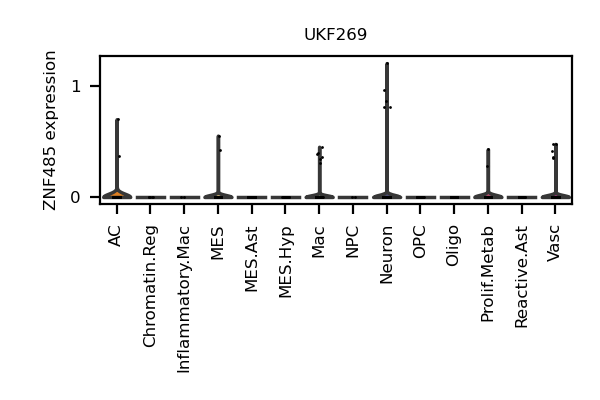 UKF269
ZNF485 expression
1
0
AC
Chromatin.Reg
Inflammatory.Mac
MES
MES.Ast
MES.Hyp
Mac
NPC
Neuron
OPC
Oligo
Prolif.Metab
Reactive.Ast
Vasc